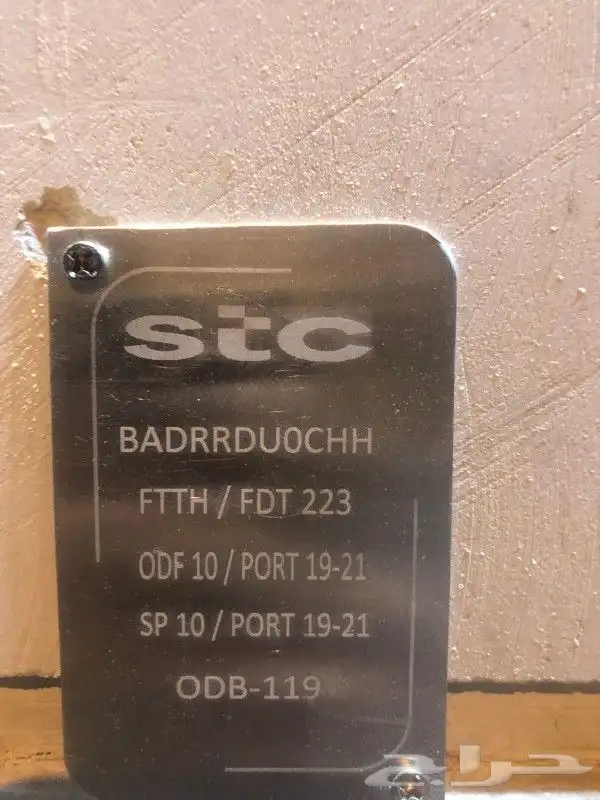 stc
BADRRDU0CHH
FTTH / FDT 223
ODF 10 / PORT 19-21
SP 10 / PORT 19-21
ODB-119
حراج